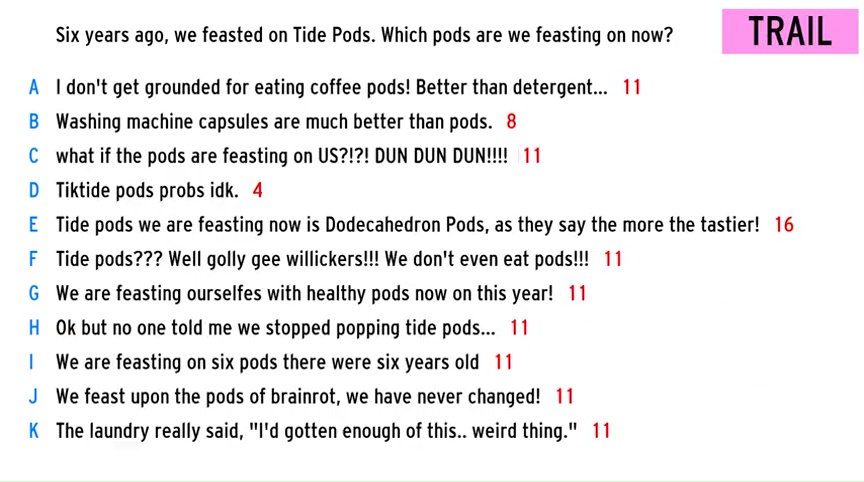 Six years ago, we feasted on Tide Pods. Which pods are we feasting on now?
TRAIL
A I don't get grounded for eating coffee pods! Better than detergent... 11
B Washing machine capsules are much better than pods. 8
C what if the pods are feasting on US?!?! DUN DUN DUN!!!! 11
D Tiktide pods probs idk. 4
E Tide pods we are feasting now is Dodecahedron Pods, as they say the more the tastier! 16
F Tide pods??? Well golly gee willickers!!! We don't even eat pods!!! 11
G We are feasting ourselfes with healthy pods now on this year! 11
H Ok but no one told me we stopped popping tide pods... 11
I We are feasting on six pods there were six years old 11
J We feast upon the pods of brainrot, we have never changed! 11
K The laundry really said, "I'd gotten enough of this.. weird thing." 11